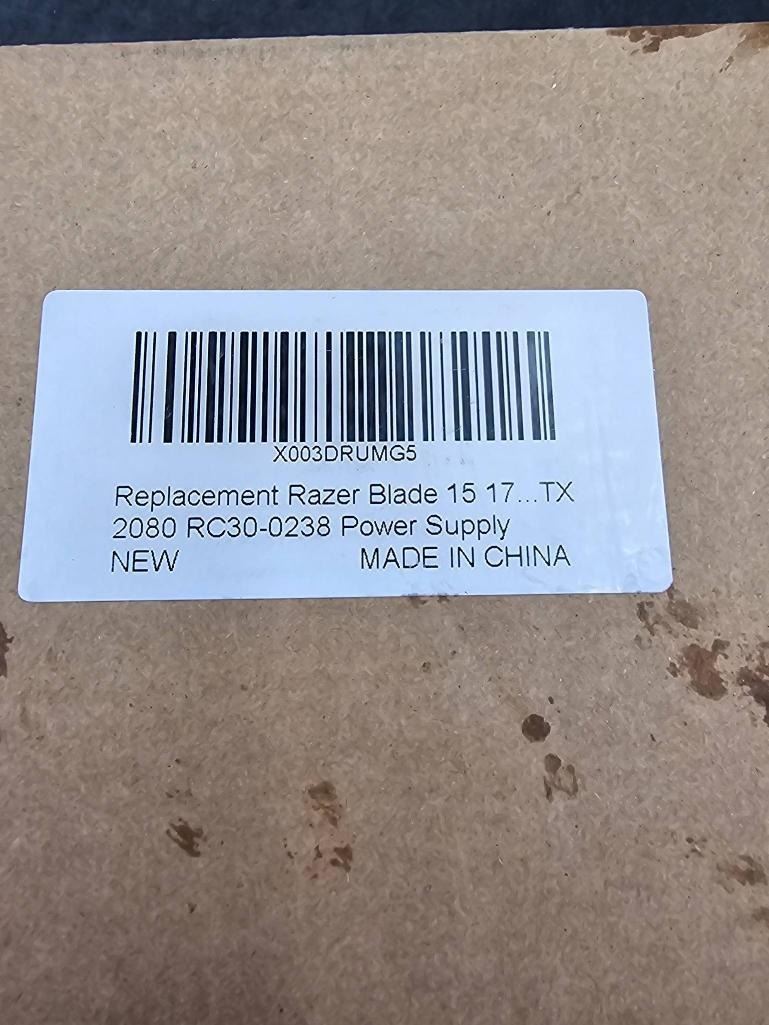 X003DRUMG5
Replacement Razer Blade 15 17...TX
2080 RC30-0238 Power Supply
NEW MADE IN CHINA